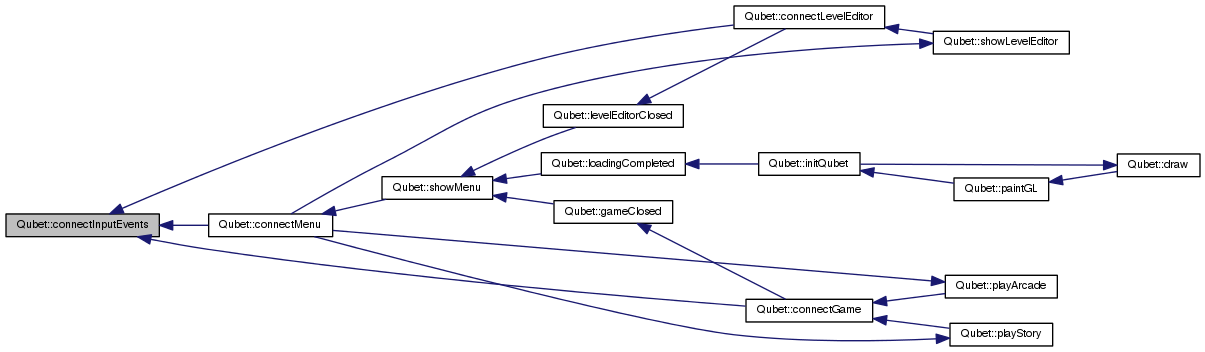 Qubet::connectLevelEditor
Qubet::showLevelEditor
Qubet::levelEditorClosed
Qubet::loadingCompleted
Qubet::initQubet
Qubet::draw
Qubet::showMenu
Qubet::paintGL
Qubet::gameClosed
Qubet::connectInputEvents
Qubet::connectMenu
Qubet::playArcade
Qubet::connectGame
Qubet::playStory